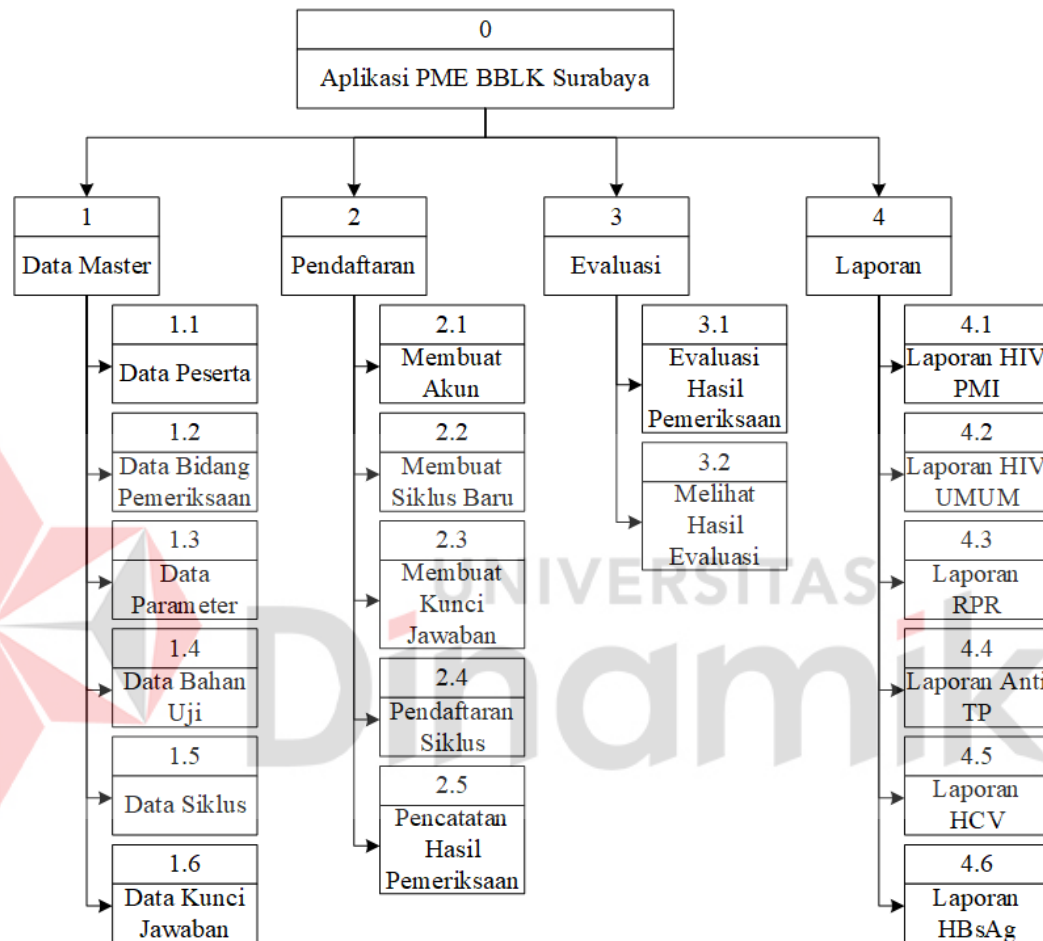 0
Aplikasi PME BBLK Surabaya
1
Data Master
1.1
Data Peserta
1.2
Data Bidang
Pemeriksaan
1.3
Data
Parameter
1.4
Data Bahan
Uji
1.5
Data Siklus
1.6
Data Kunci
Jawaban
2
Pendaftaran
2.1
Membuat
Akun
2.2
Membuat
Siklus Baru
2.3
Membuat
Kunci
Jawaban
2.4
Pendaftaran
Siklus
2.5
Pencatatan
Hasil
Pemeriksaan
3
Evaluasi
3.1
Evaluasi
Hasil
Pemeriksaan
3.2
Melihat
Hasil
Evaluasi
4
Laporan
4.1
Laporan HIV
PMI
4.2
Laporan HIV
UMUM
4.3
Laporan
RPR
4.4
Laporan Anti
TP
4.5
Laporan
HCV
4.6
Laporan
HBsAg
UNIVERSITAS
Dinamik